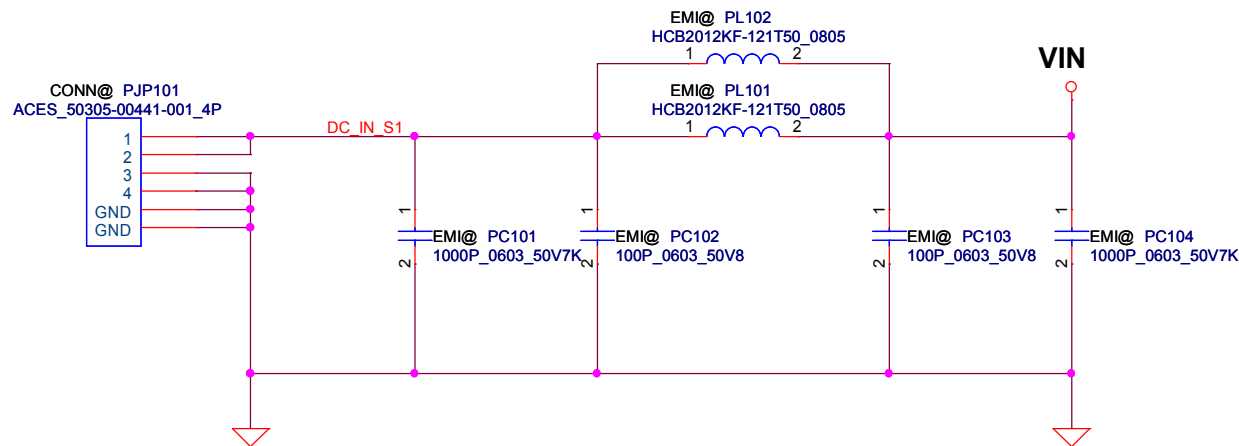 EMI@ PL102
HCB2012KF-121T50_0805
1 2
VIN
CONN@ PJP101
ACES_50305-00441-001_4P
EMI@ PL101
HCB2012KF-121T50_0805
1 2
DC_IN_S1
1
2
3
4
GND
GND
1
EMI@ PC101
1000P_0603_50V7K
2
1
EMI@ PC102
100P_0603_50V8
2
1
EMI@ PC103
100P_0603_50V8
2
1
EMI@ PC104
1000P_0603_50V7K
2